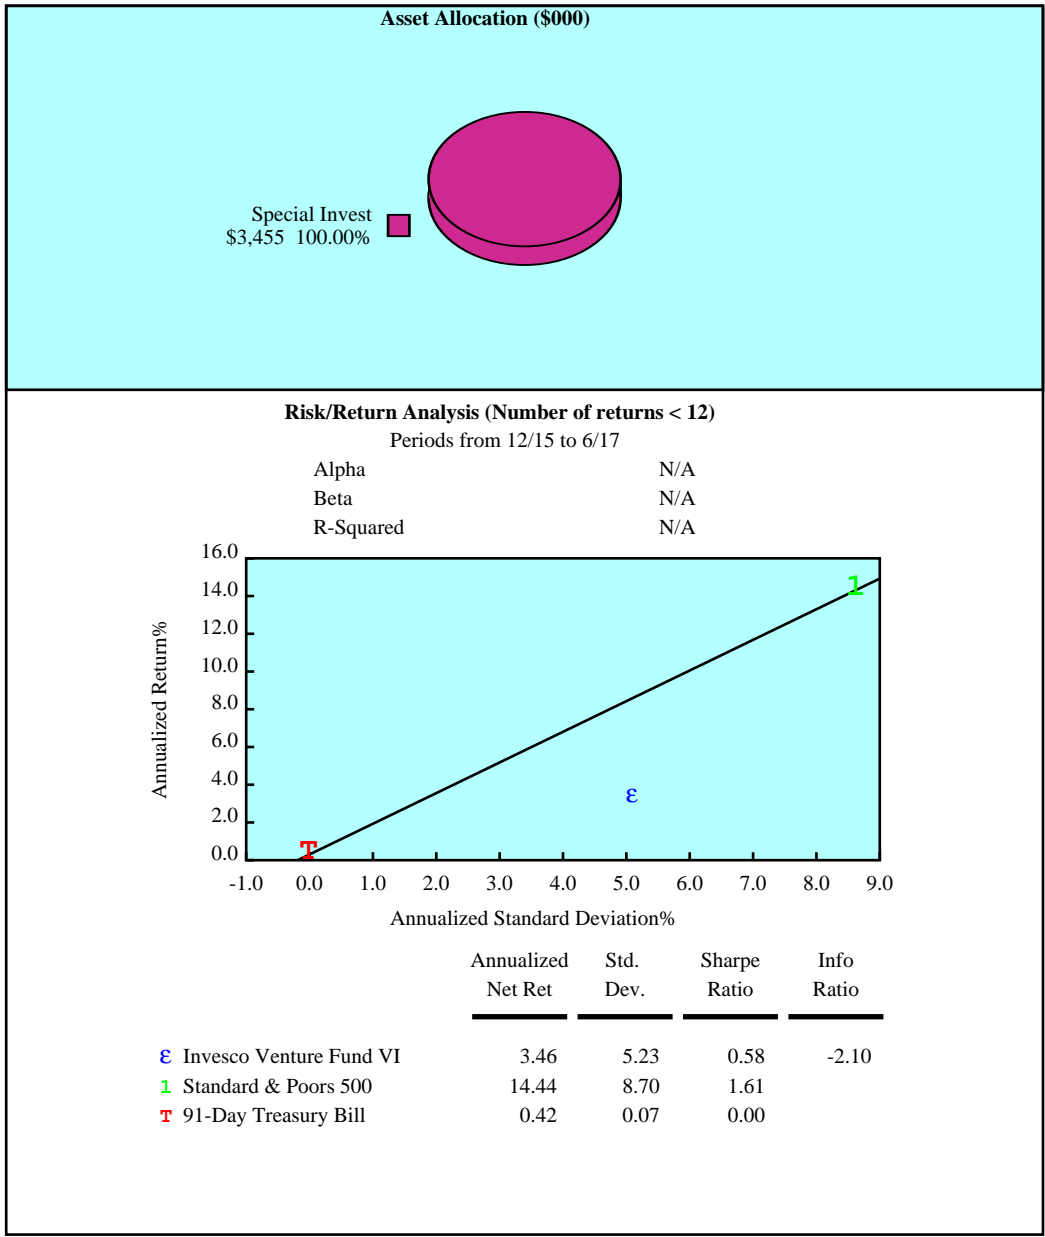 Asset Allocation ($000)
Special Invest
$3,455 100.00%
Risk/Return Analysis (Number of returns < 12)
Periods from 12/15 to 6/17
Alpha N/A
Beta N/A
R-Squared N/A
16.0
14.0
12.0
10.0
8.0
6.0
4.0
2.0
0.0
Annualized Return%
1
ε
T
-1.0 0.0 1.0 2.0 3.0 4.0 5.0 6.0 7.0 8.0 9.0
Annualized Standard Deviation%
Annualized Std. Sharpe Info
Net Ret Dev. Ratio Ratio
ε Invesco Venture Fund VI 3.46 5.23 0.58 -2.10
1 Standard & Poors 500 14.44 8.70 1.61
T 91-Day Treasury Bill 0.42 0.07 0.00